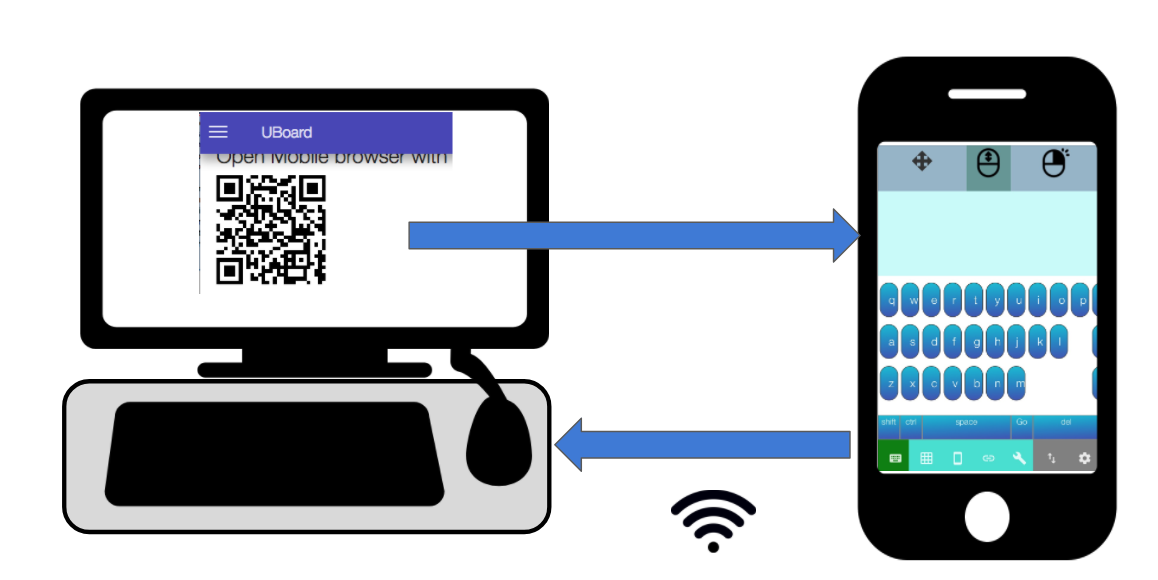 UBoard
Open Mobile browser with
q w e r t y u i o p
a s d f g h j k l
z x c v b n m
shift ctrl space Go del